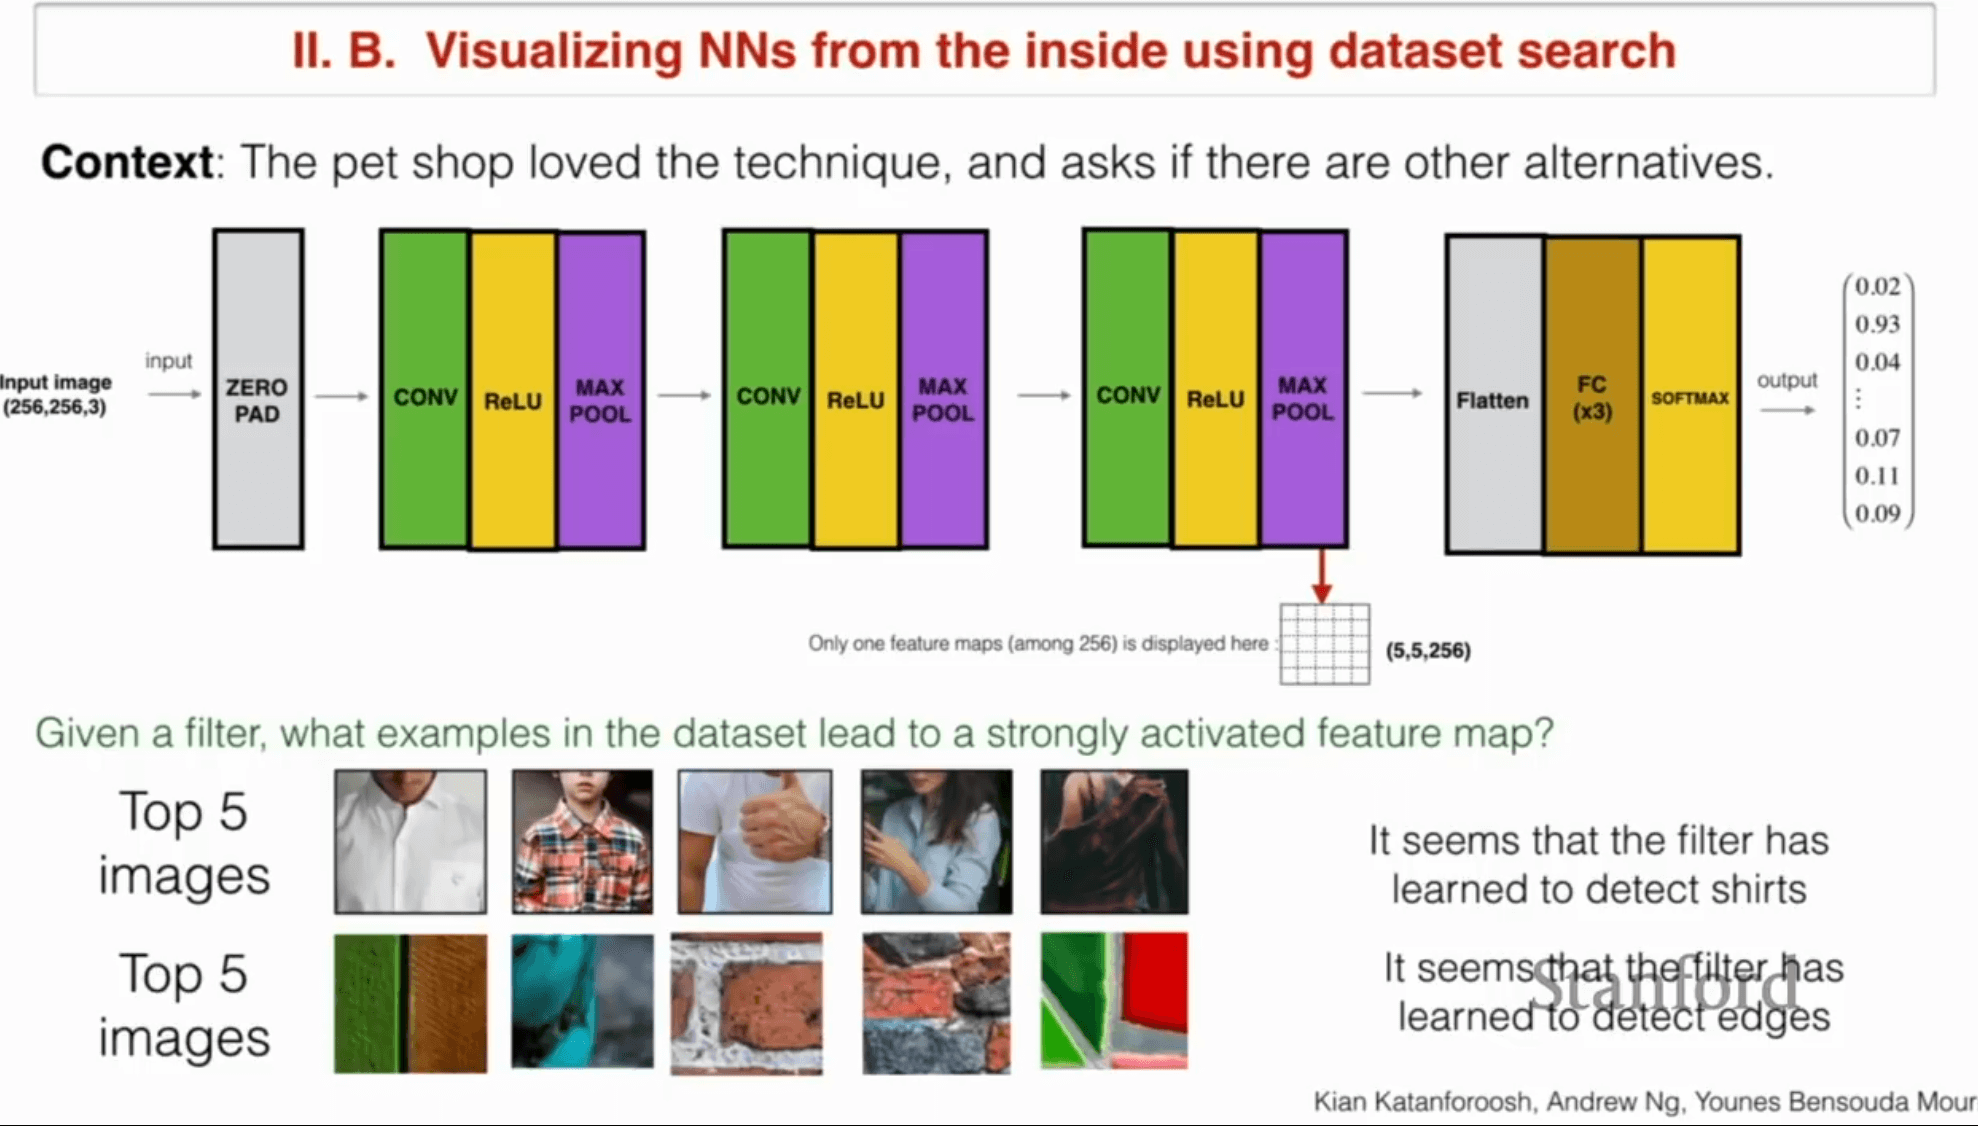 II. B. Visualizing NNs from the inside using dataset search
Context: The pet shop loved the technique, and asks if there are other alternatives.
Input image
(256,256,3)
input
ZERO
PAD
CONV
ReLU
MAX
POOL
CONV
ReLU
MAX
POOL
CONV
ReLU
MAX
POOL
Flatten
FC
(x3)
SOFTMAX
output
0.02
0.93
0.04
⋮
0.07
0.11
0.09
Only one feature maps (among 256) is displayed here :
(5,5,256)
Given a filter, what examples in the dataset lead to a strongly activated feature map?
Top 5
images
It seems that the filter has
learned to detect shirts
Top 5
images
It seems that the filter has
learned to detect edges
Stanford
Kian Katanforoosh, Andrew Ng, Younes Bensouda Mour